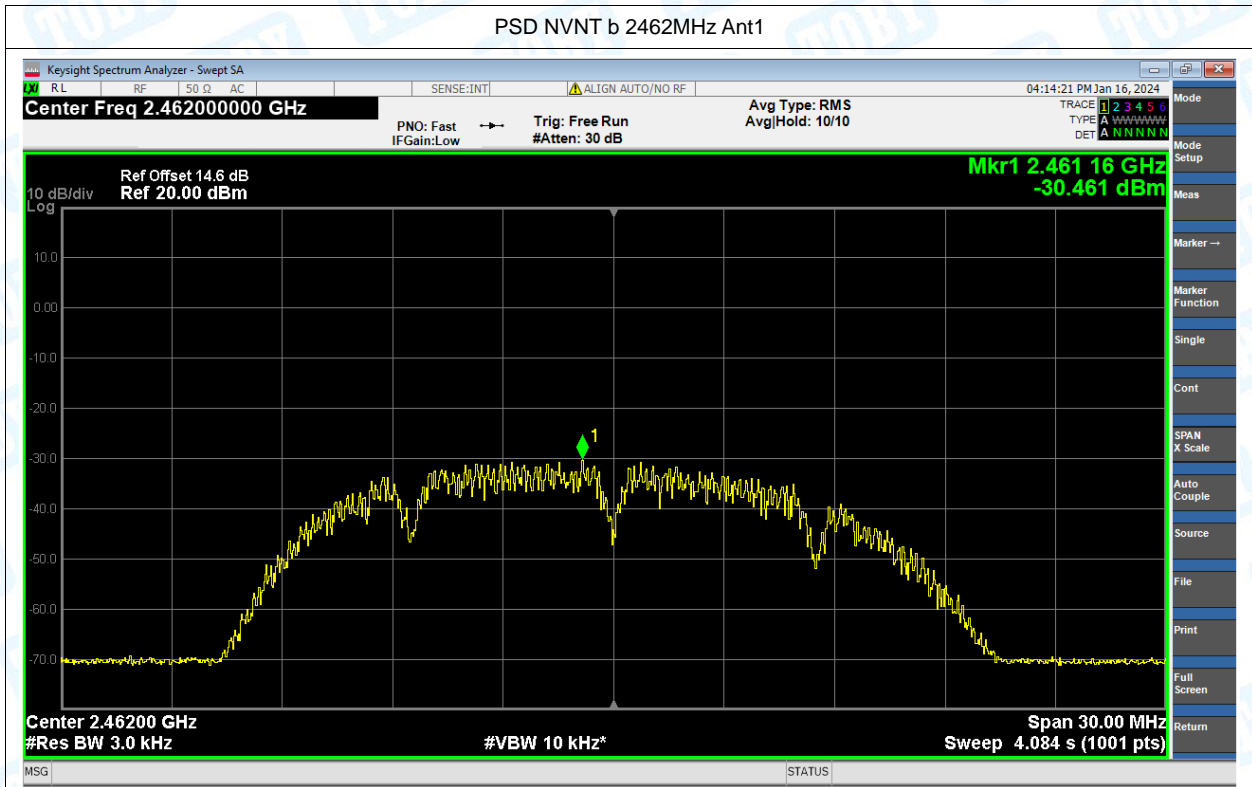 PSD NVNT b 2462MHz Ant1
Keysight Spectrum Analyzer - Swept SA
LXI RL RF 50 Ω AC SENSE:INT ALIGN AUTO/NO RF 04:14:21 PM Jan 16, 2024
Center Freq 2.462000000 GHz
PNO: Fast
IFGain:Low
Trig: Free Run
#Atten: 30 dB
Avg Type: RMS
Avg|Hold: 10/10
TRACE 1 2 3 4 5 6
TYPE A WWWWW
DET A N N N N N
Mkr1 2.461 16 GHz
-30.461 dBm
Ref Offset 14.6 dB
10 dB/div Ref 20.00 dBm
Log
10.0
0.00
-10.0
-20.0
-30.0
-40.0
-50.0
-60.0
-70.0
1
Center 2.46200 GHz Span 30.00 MHz
#Res BW 3.0 kHz #VBW 10 kHz* Sweep 4.084 s (1001 pts)
MSG STATUS
Mode
Mode
Setup
Meas
Marker →
Marker
Function
Single
Cont
SPAN
X Scale
Auto
Couple
Source
File
Print
Full
Screen
Return
TOBY